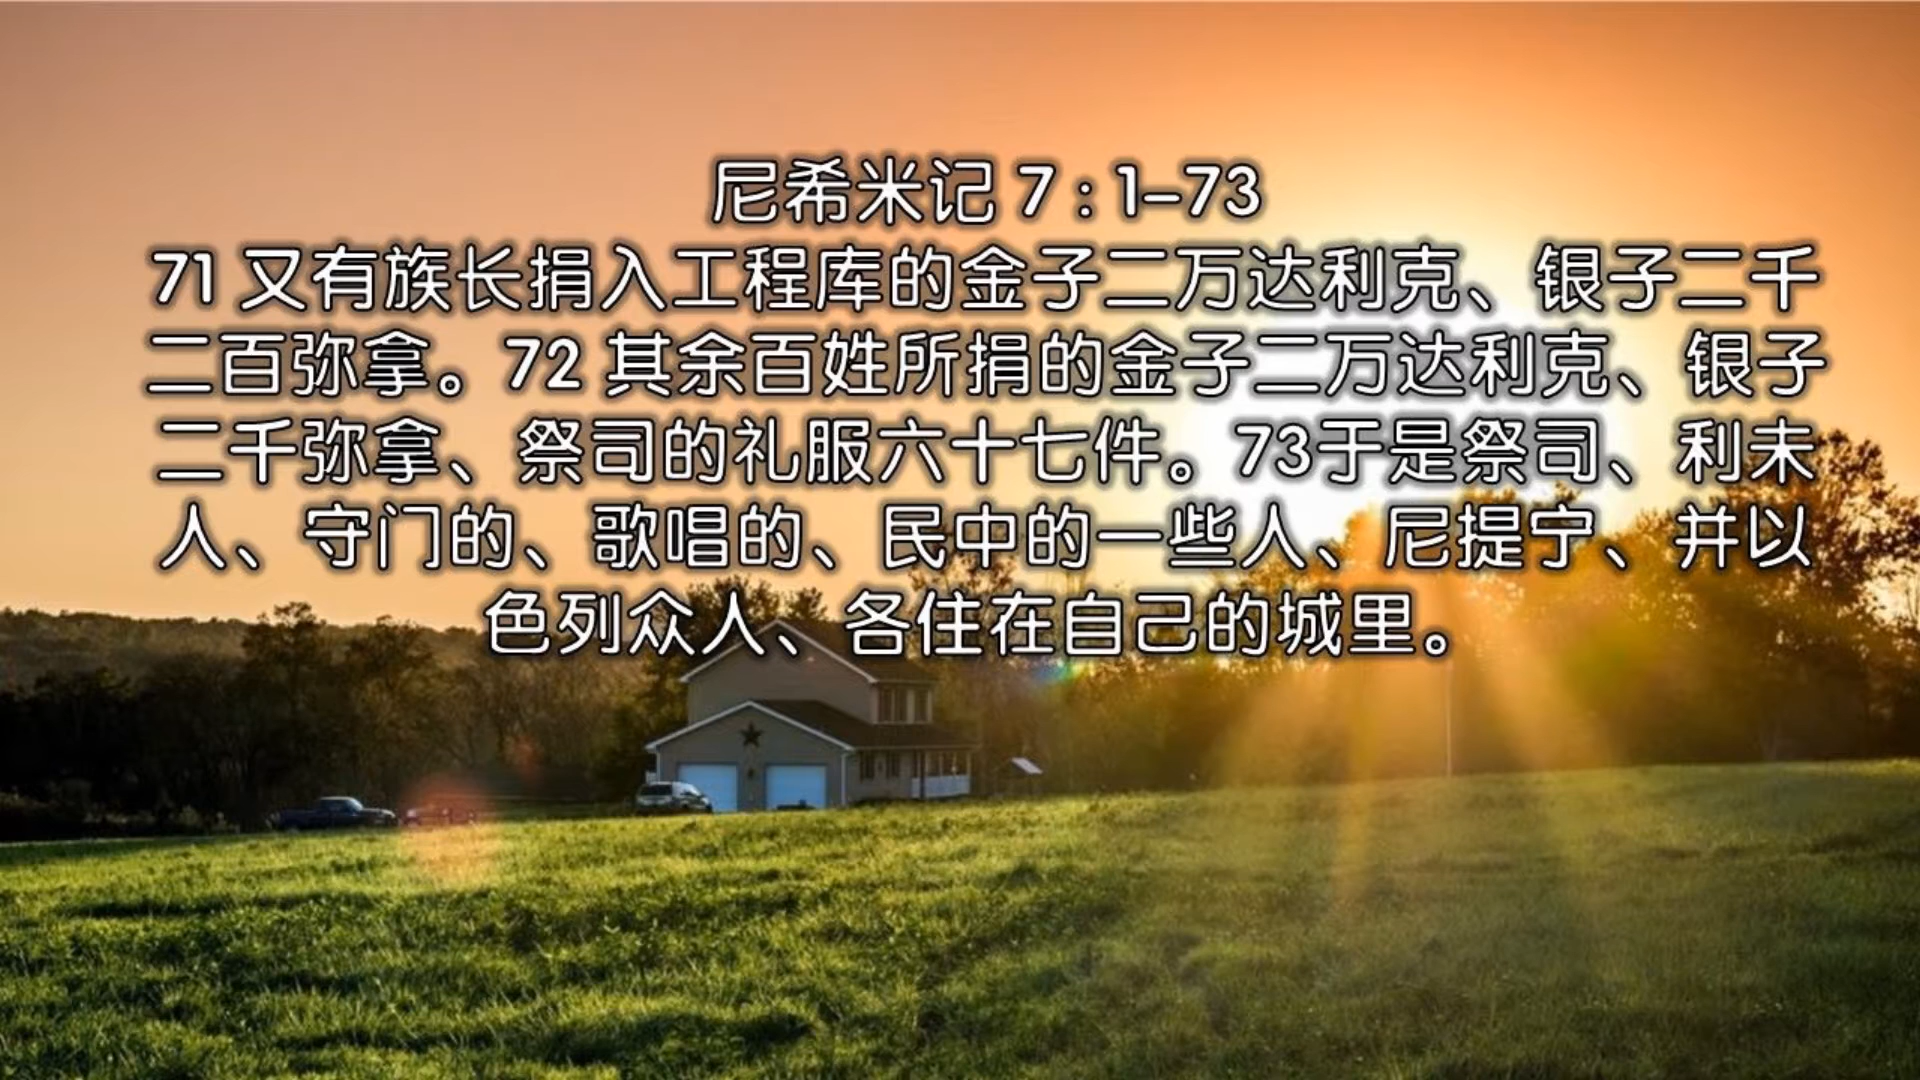 尼希米记 7 : 1-73
71 又有族长捐入工程库的金子二万达利克、银子二千
二百弥拿。72 其余百姓所捐的金子二万达利克、银子
二千弥拿、祭司的礼服六十七件。73于是祭司、利未
人、守门的、歌唱的、民中的一些人、尼提宁、并以
色列众人、各住在自己的城里。